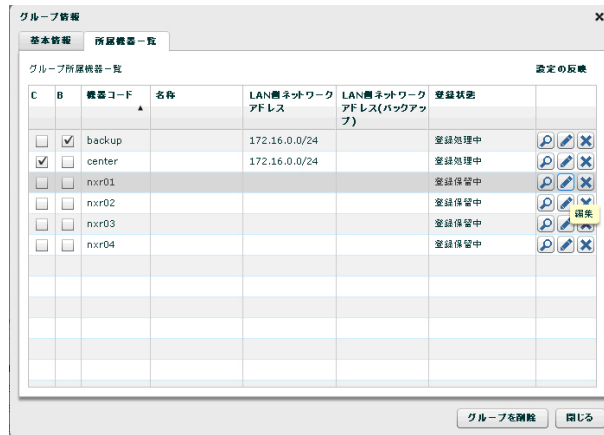 グループ情報
×
基本情報 所属機器一覧
グループ所属機器一覧 設定の反映
C B 機器コード 名称 LAN側ネットワークアドレス LAN側ネットワークアドレス(バックアップ) 登録状態
backup 172.16.0.0/24 登録処理中
center 172.16.0.0/24 登録処理中
nxr01 登録保留中
nxr02 登録保留中
編集
nxr03 登録保留中
nxr04 登録保留中
グループを削除 閉じる